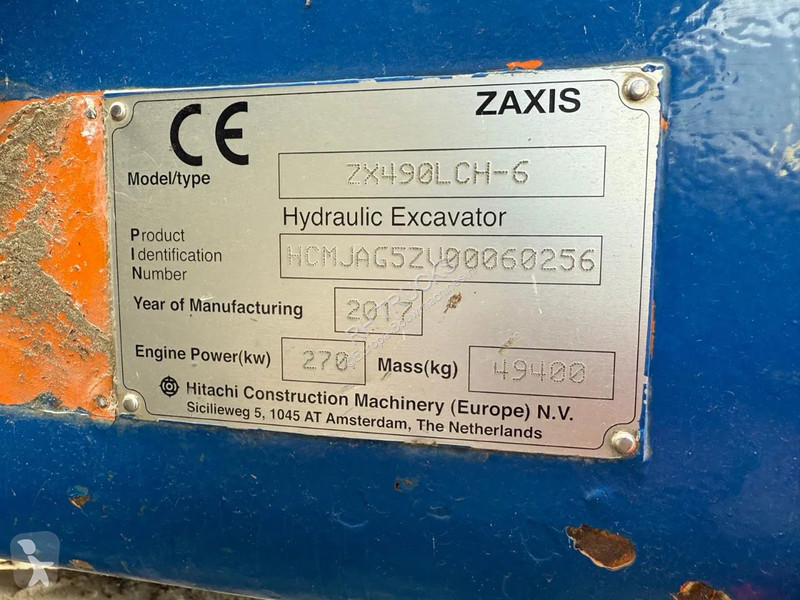 CE
ZAXIS
Model/type ZX490LCH-6
Hydraulic Excavator
Product
Identification HCMJAG5ZV00060256
Number
Year of Manufacturing 2017
Engine Power(kw) 270 Mass(kg) 49400
Hitachi Construction Machinery (Europe) N.V.
Sicilieweg 5, 1045 AT Amsterdam, The Netherlands